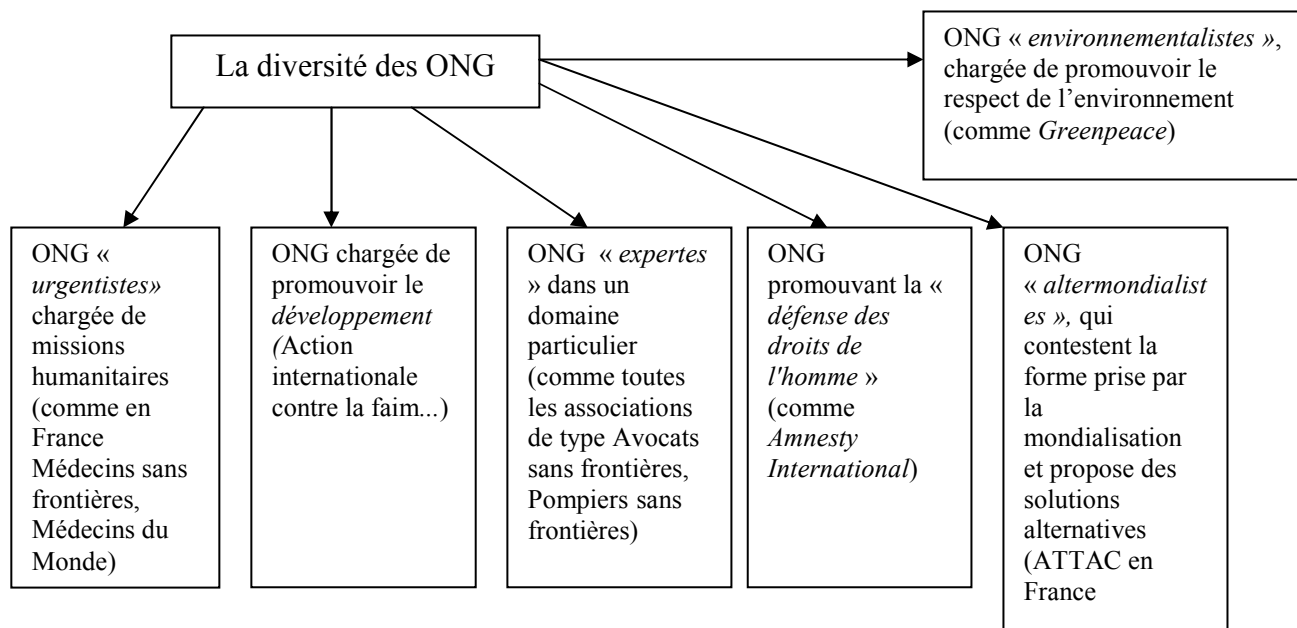 La diversité des ONG
ONG « environnementalistes »,
chargée de promouvoir le
respect de l’environnement
(comme Greenpeace)
ONG «
urgentistes»
chargée de
missions
humanitaires
(comme en
France
Médecins sans
frontières,
Médecins du
Monde)
ONG chargée de
promouvoir le
développement
(Action
internationale
contre la faim...)
ONG « expertes
» dans un
domaine
particulier
(comme toutes
les associations
de type Avocats
sans frontières,
Pompiers sans
frontières)
ONG
promouvant la «
défense des
droits de
l'homme »
(comme
Amnesty
International)
ONG
« altermondialist
es », qui
contestent la
forme prise par
la
mondialisation
et propose des
solutions
alternatives
(ATTAC en
France